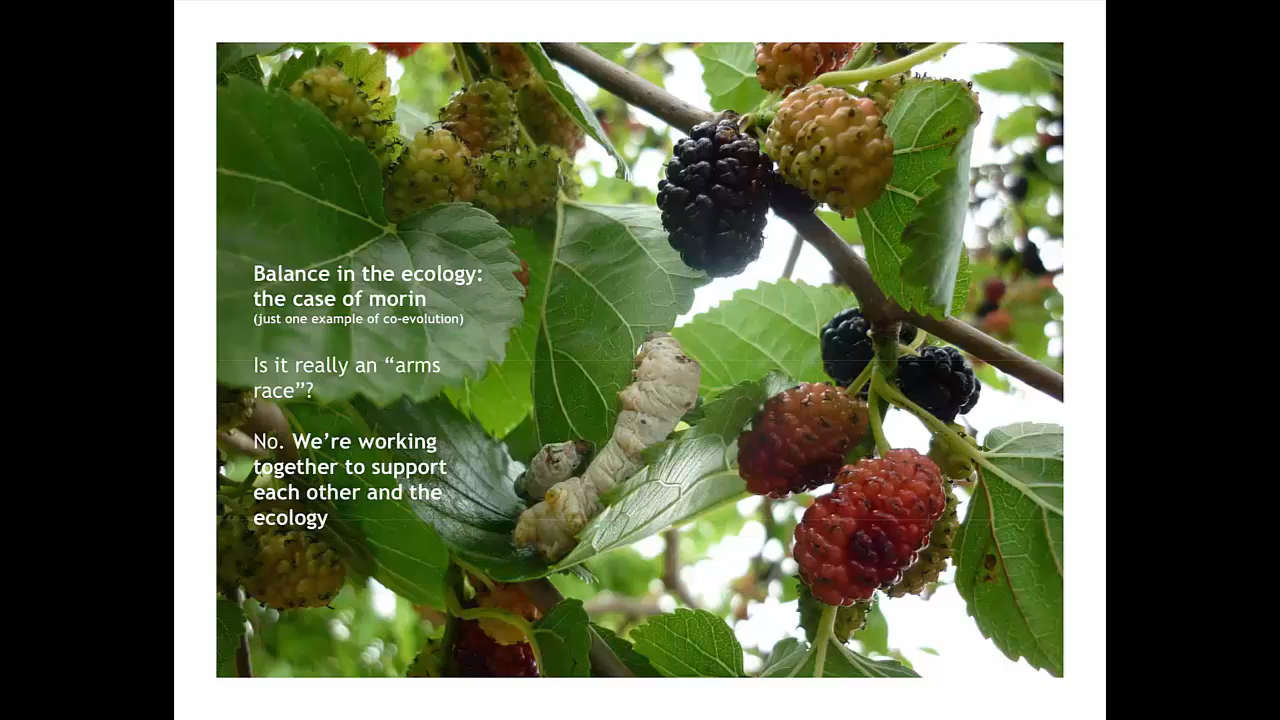 Balance in the ecology:
the case of morin
(just one example of co-evolution)
Is it really an “arms
race”?
No. We’re working
together to support
each other and the
ecology